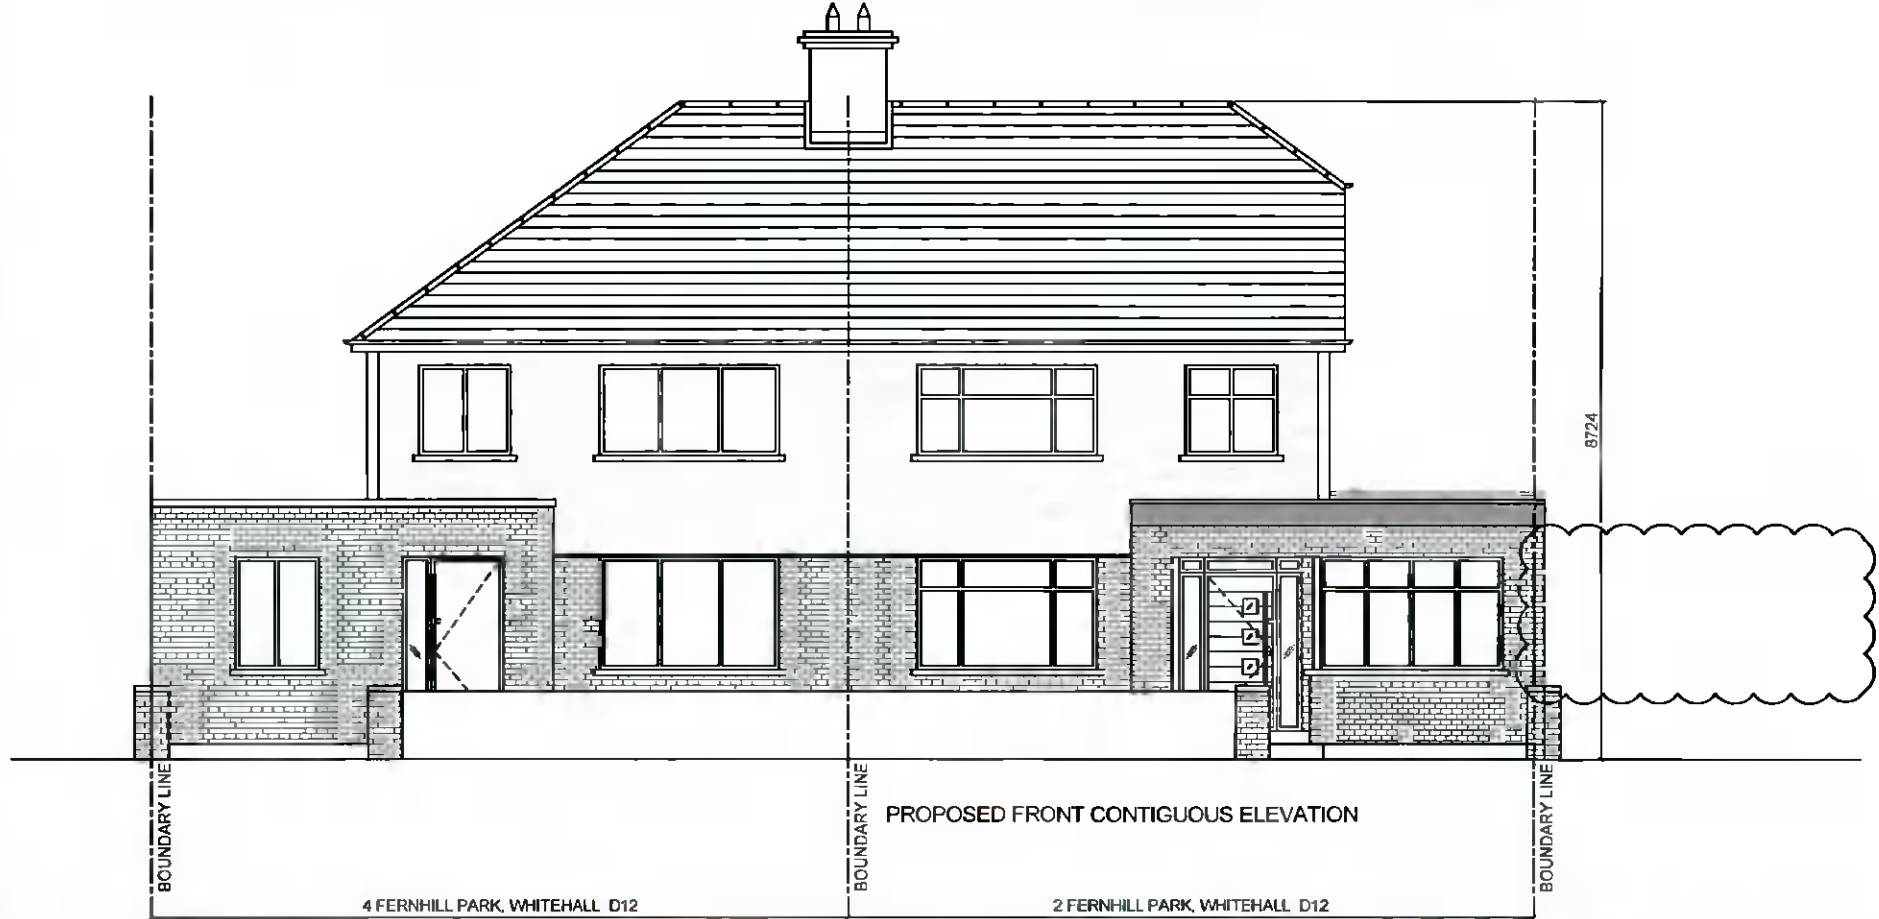 8724
BOUNDARY LINE
BOUNDARY LINE
PROPOSED FRONT CONTIGUOUS ELEVATION
BOUNDARY LINE
4 FERNHILL PARK, WHITEHALL D12
2 FERNHILL PARK, WHITEHALL D12